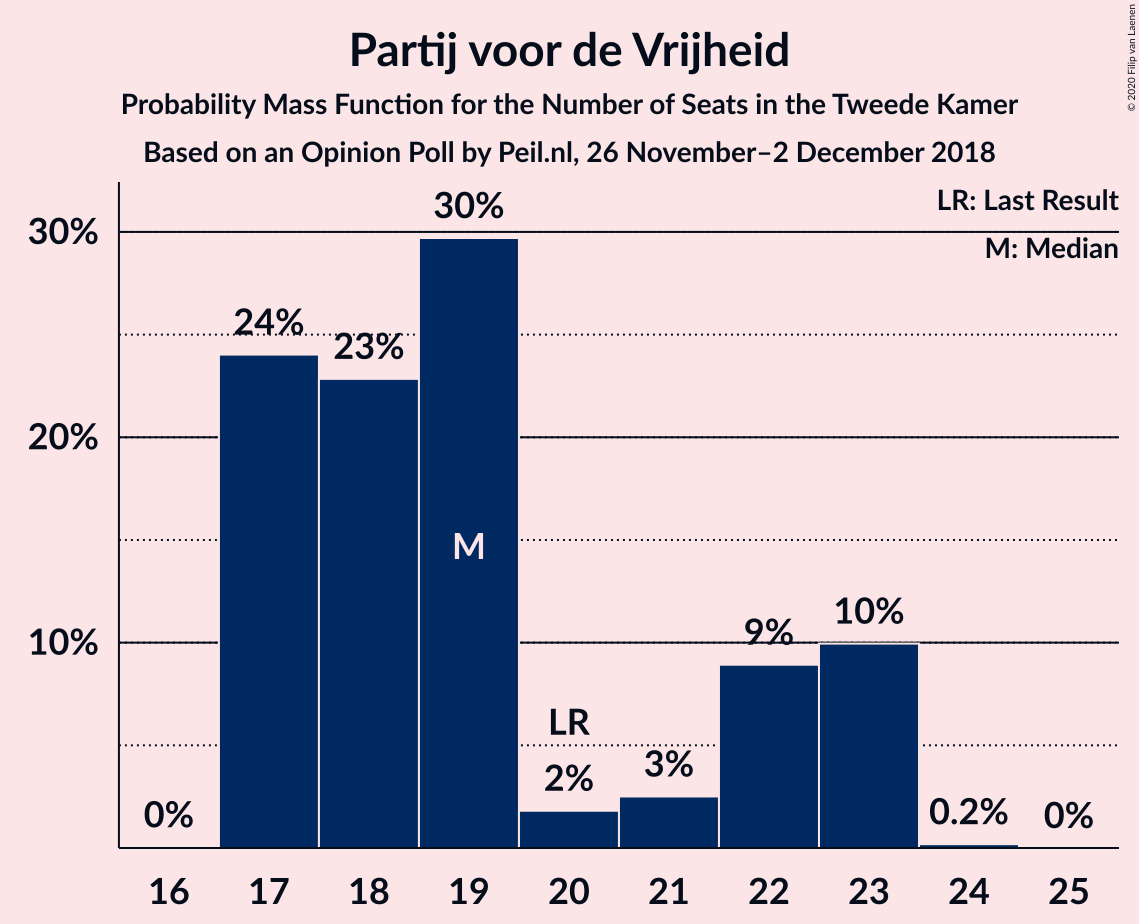 Partij voor de Vrijheid
Probability Mass Function for the Number of Seats in the Tweede Kamer
Based on an Opinion Poll by Peil.nl, 26 November–2 December 2018
© 2020 Filip van Laenen
LR: Last Result
M: Median
30%
20%
10%
0%
24%
23%
30%
M
LR
2%
3%
9%
10%
0.2%
0%
16 17 18 19 20 21 22 23 24 25